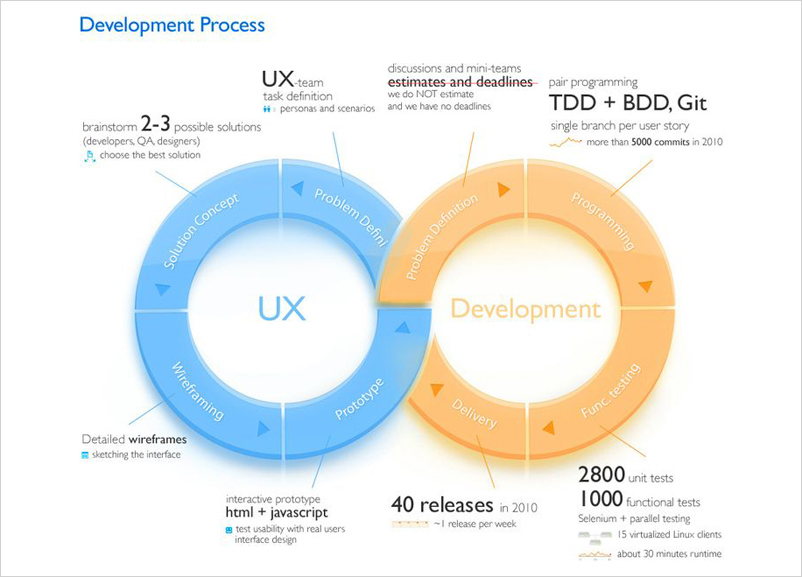 Development Process
UX-team
task definition
personas and scenarios
discussions and mini-teams
estimates and deadlines
we do NOT estimate
and we have no deadlines
pair programming
TDD + BDD, Git
single branch per user story
more than 5000 commits in 2010
brainstorm 2-3 possible solutions
(developers, QA, designers)
choose the best solution
Solution Concept
Problem Defini
Problem Definition
Programming
UX
Development
Wireframing
Prototype
Delivery
Func. testing
Detailed wireframes
sketching the interface
interactive prototype
html + javascript
test usability with real users
interface design
40 releases in 2010
~1 release per week
2800 unit tests
1000 functional tests
Selenium + parallel testing
15 virtualized Linux clients
about 30 minutes runtime